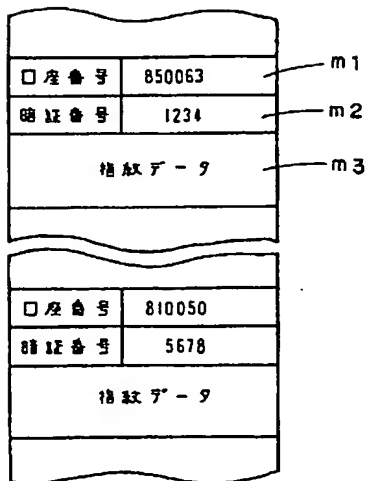 口座番号 850063 m1
暗証番号 1234 m2
指紋データ m3
口座番号 810050
暗証番号 5678
指紋データ